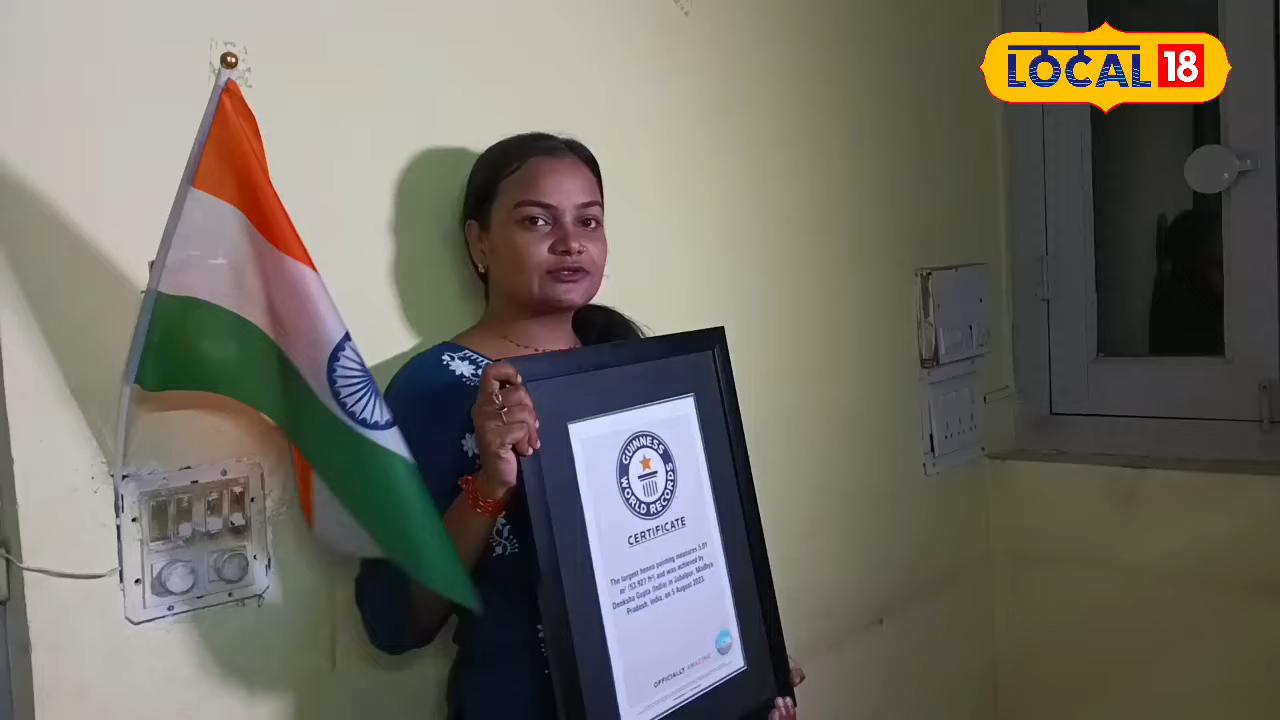 LOCAL 18
GUINNESS
WORLD RECORDS
CERTIFICATE
The largest henna painting measures 5.01
m² (53.927 ft²) and was achieved by
Deeksha Gupta (India) in Jabalpur, Madhya
Pradesh, India, on 5 August 2023
OFFICIALLY AMAZING